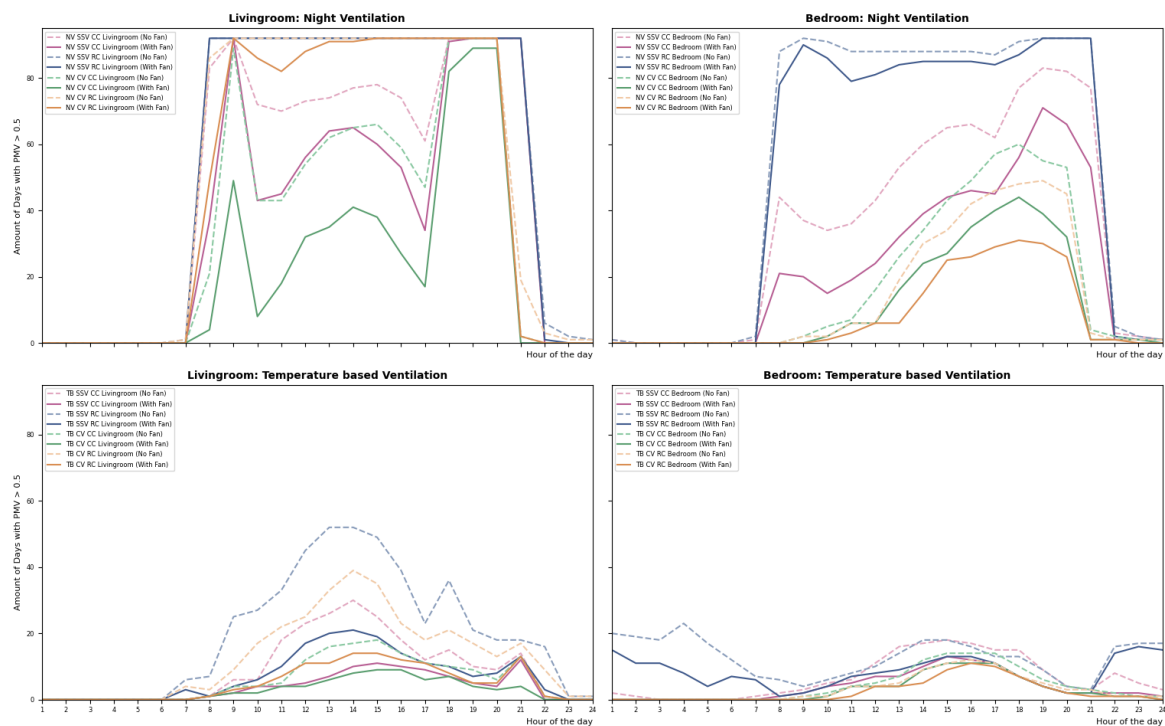 Livingroom: Night Ventilation
NV SSV CC Livingroom (No Fan)
NV SSV CC Livingroom (With Fan)
NV SSV RC Livingroom (No Fan)
NV SSV RC Livingroom (With Fan)
NV CV CC Livingroom (No Fan)
NV CV CC Livingroom (With Fan)
NV CV RC Livingroom (No Fan)
NV CV RC Livingroom (With Fan)
Amount of Days with PMV > 0.5
80
60
40
20
0
Hour of the day
Bedroom: Night Ventilation
NV SSV CC Bedroom (No Fan)
NV SSV CC Bedroom (With Fan)
NV SSV RC Bedroom (No Fan)
NV SSV RC Bedroom (With Fan)
NV CV CC Bedroom (No Fan)
NV CV CC Bedroom (With Fan)
NV CV RC Bedroom (No Fan)
NV CV RC Bedroom (With Fan)
Hour of the day
Livingroom: Temperature based Ventilation
TB SSV CC Livingroom (No Fan)
TB SSV CC Livingroom (With Fan)
TB SSV RC Livingroom (No Fan)
TB SSV RC Livingroom (With Fan)
TB CV CC Livingroom (No Fan)
TB CV CC Livingroom (With Fan)
TB CV RC Livingroom (No Fan)
TB CV RC Livingroom (With Fan)
Amount of Days with PMV > 0.5
80
60
40
20
0
1 2 3 4 5 6 7 8 9 10 11 12 13 14 15 16 17 18 19 20 21 22 23 24
Hour of the day
Bedroom: Temperature based Ventilation
TB SSV CC Bedroom (No Fan)
TB SSV CC Bedroom (With Fan)
TB SSV RC Bedroom (No Fan)
TB SSV RC Bedroom (With Fan)
TB CV CC Bedroom (No Fan)
TB CV CC Bedroom (With Fan)
TB CV RC Bedroom (No Fan)
TB CV RC Bedroom (With Fan)
1 2 3 4 5 6 7 8 9 10 11 12 13 14 15 16 17 18 19 20 21 22 23 24
Hour of the day